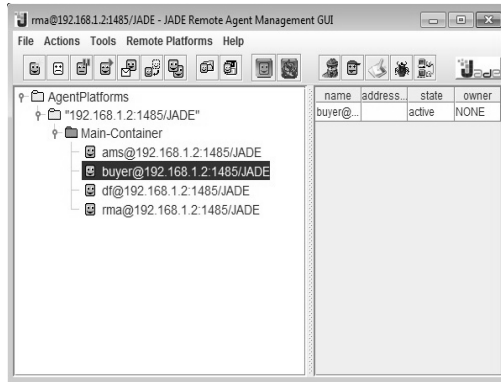 rma@192.168.1.2:1485/JADE - JADE Remote Agent Management GUI
File Actions Tools Remote Platforms Help
Jade
AgentPlatforms
"192.168.1.2:1485/JADE"
Main-Container
ams@192.168.1.2:1485/JADE
buyer@192.168.1.2:1485/JADE
df@192.168.1.2:1485/JADE
rma@192.168.1.2:1485/JADE
name address... state owner
buyer@... active NONE